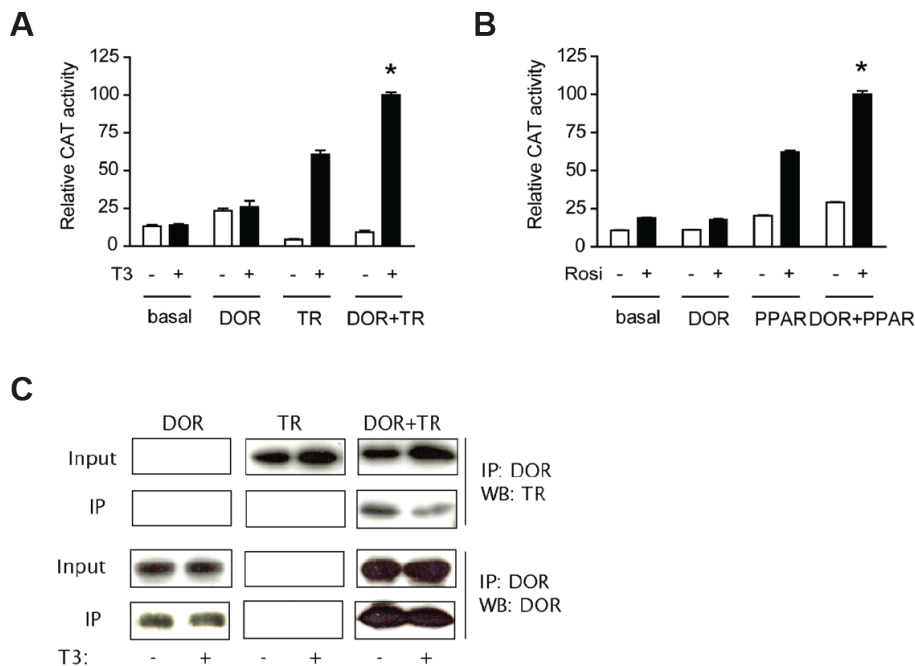 A
B
Relative CAT activity
125
100
75
50
25
0
*
T3 - + - + - + - +
basal DOR TR DOR+TR
Relative CAT activity
125
100
75
50
25
0
*
Rosi - + - + - + - +
basal DOR PPAR DOR+PPAR
C
DOR TR DOR+TR
Input
IP
IP: DOR
WB: TR
Input
IP
IP: DOR
WB: DOR
T3: - + - + - +